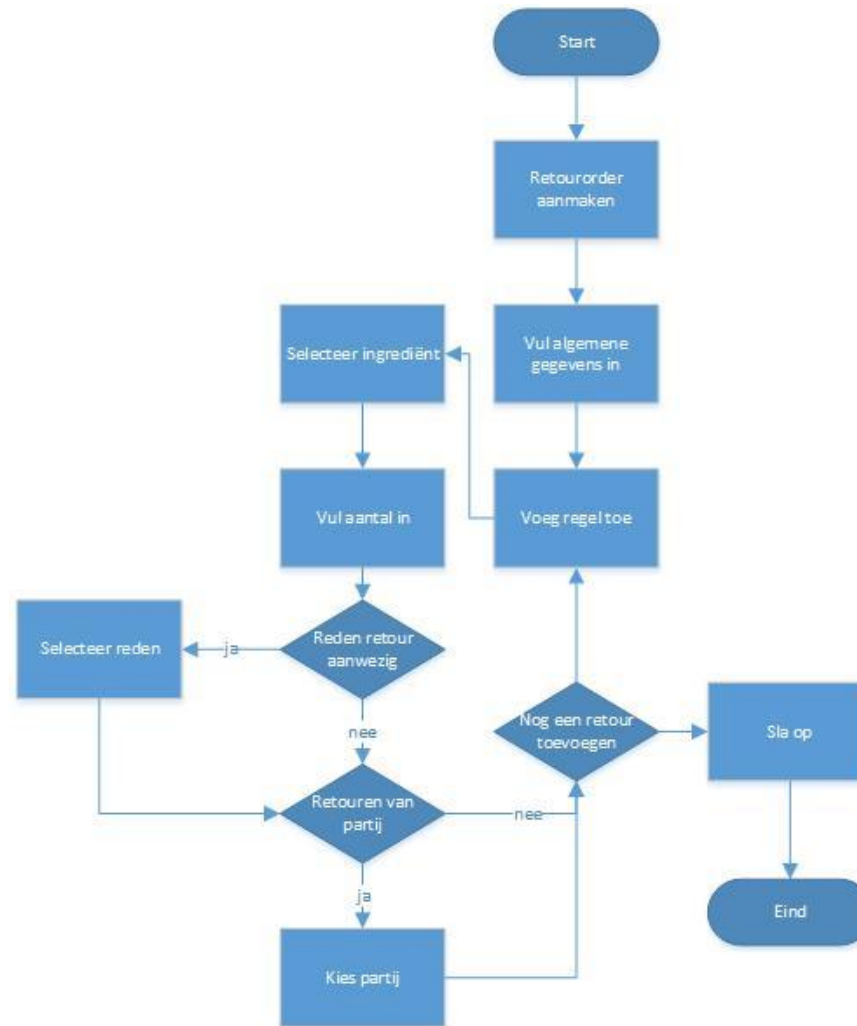 Start
Retourorder
aanmaken
Vul algemene
gegevens in
Voeg regel toe
Selecteer ingrediënt
Vul aantal in
Reden retour
aanwezig
ja
Selecteer reden
nee
Retouren van
partij
nee
ja
Kies partij
Nog een retour
toevoegen
Sla op
Eind